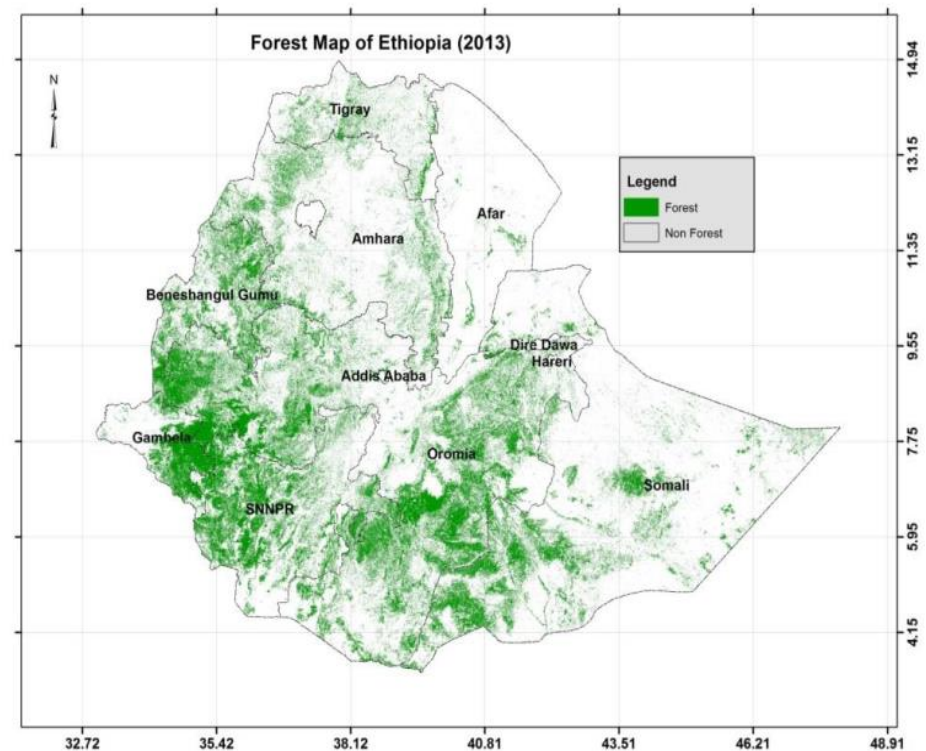 Forest Map of Ethiopia (2013)
N
Tigray
Legend
Forest
Non Forest
Afar
Amhara
Beneshangul Gumu
Dire Dawa
Hareri
Addis Ababa
Gambela
Oromia
Somali
SNNPR
14.94
13.15
11.35
9.55
7.75
5.95
4.15
32.72
35.42
38.12
40.81
43.51
46.21
48.91